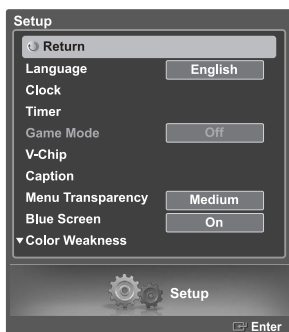 Setup
Return
Language English
Clock
Timer
Game Mode Off
V-Chip
Caption
Menu Transparency Medium
Blue Screen On
▼Color Weakness
Setup
Enter